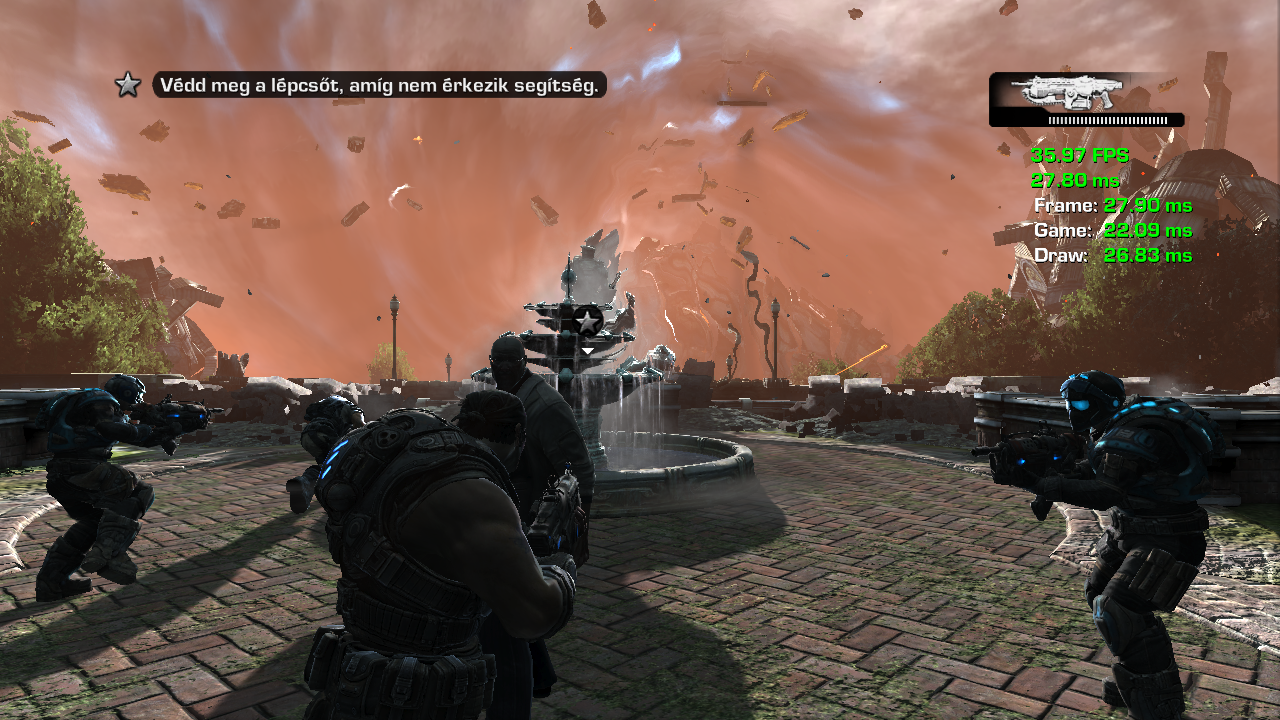 Védd meg a lépcsőt, amíg nem érkezik segítség.
35.97 FPS
27.80 ms
Frame: 27.90 ms
Game: 22.09 ms
Draw: 26.83 ms